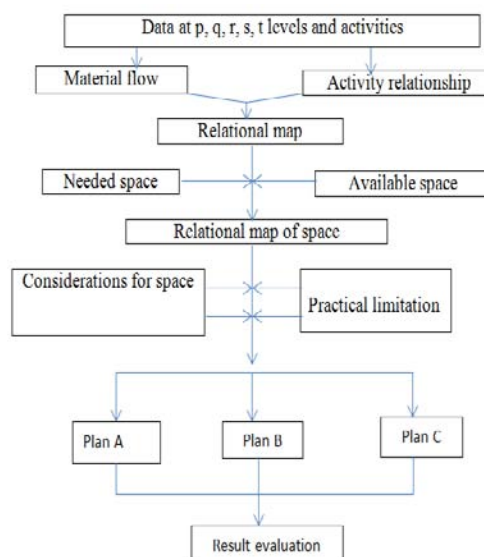 Data at p, q, r, s, t levels and activities
Material flow
Activity relationship
Relational map
Needed space
Available space
Relational map of space
Considerations for space
Practical limitation
Plan A
Plan B
Plan C
Result evaluation